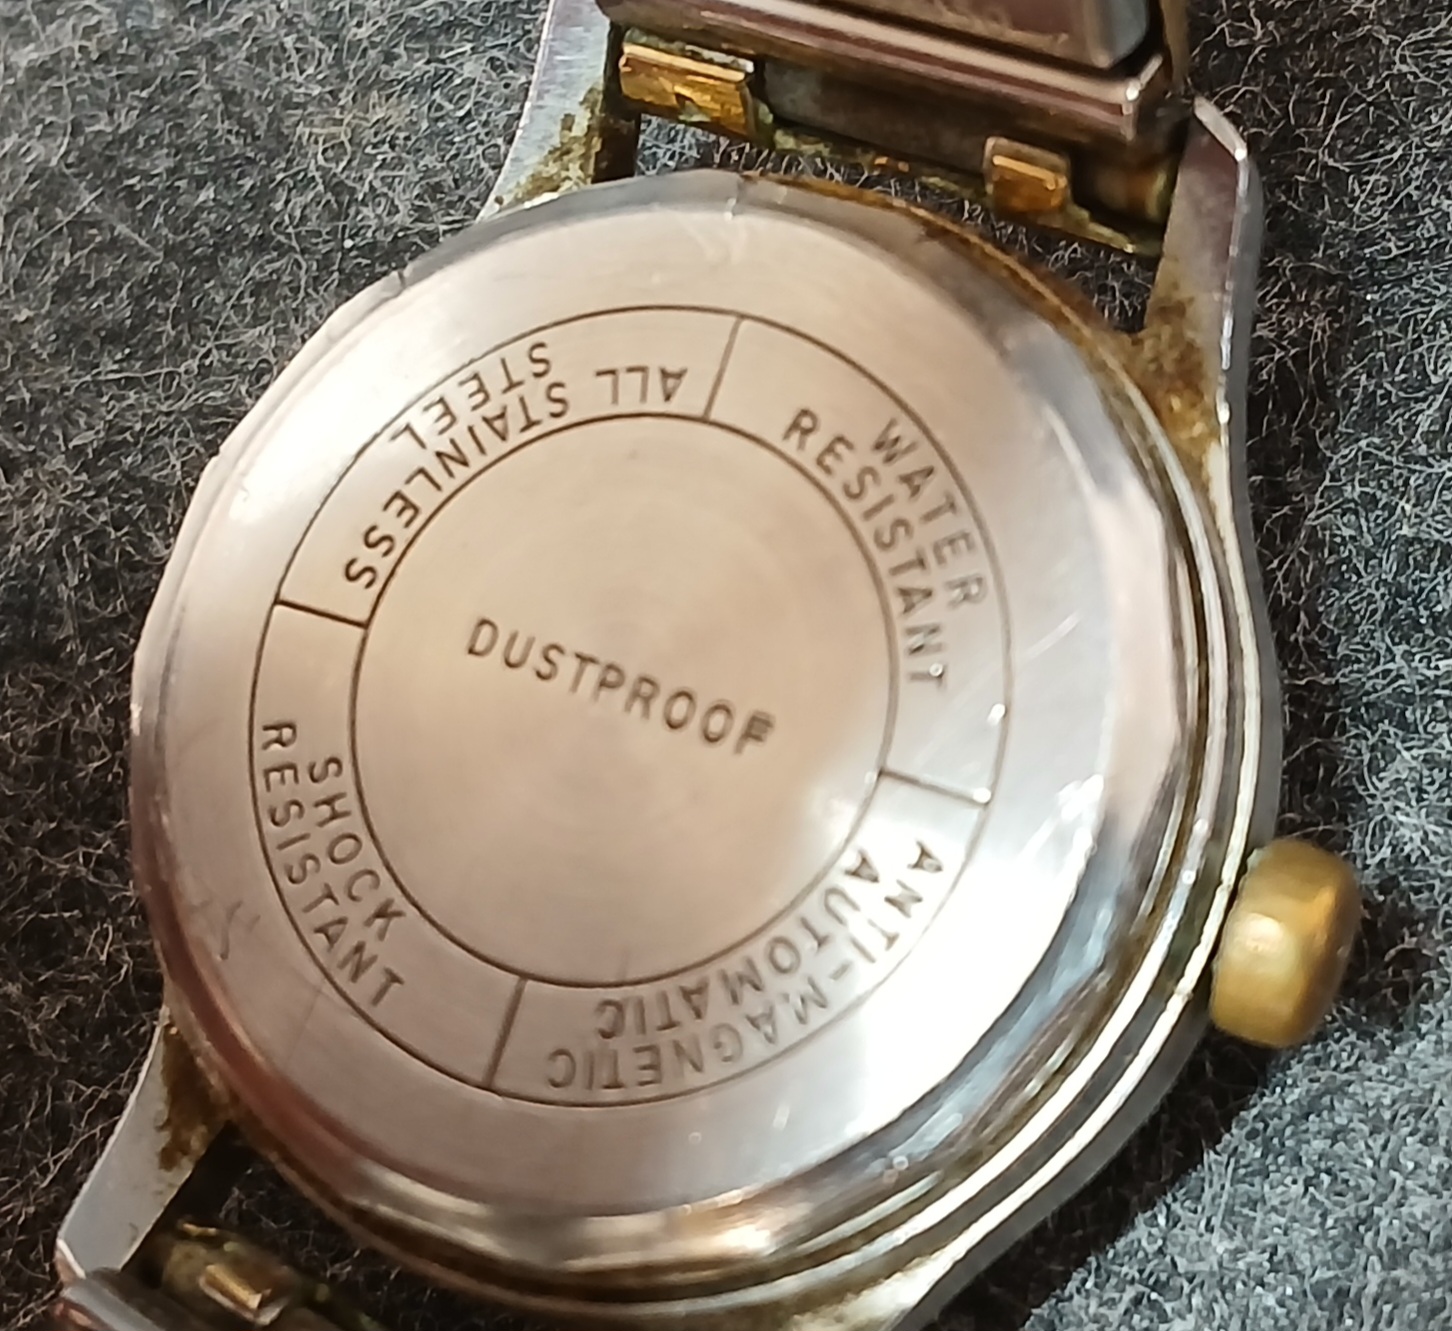 DUSTPROOF
WATER
RESISTANT
ANTI-MAGNETIC
AUTOMATIC
SHOCK
RESISTANT
ALL STAINLESS
STEEL